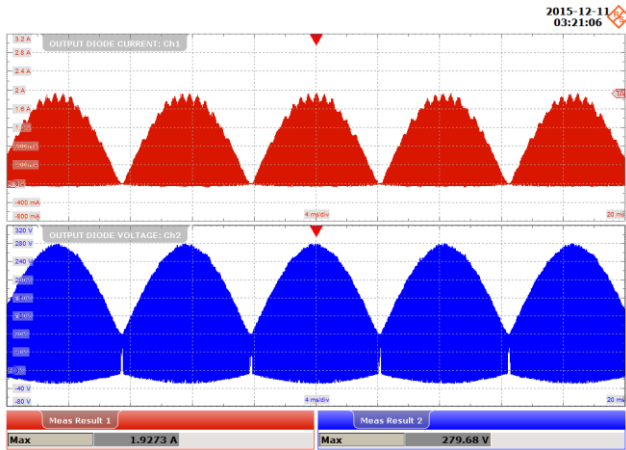 2015-12-11
03:21:06
3.2 A
OUTPUT DIODE CURRENT: Ch1
2.8 A
2.4 A
2 A
1.6 A
-400 mA
4 ms/div
20 ms
-800 mA
320 V
OUTPUT DIODE VOLTAGE: Ch2
280 V
240
-40 V
4 ms/div
20 ms
-80 V
Meas Result 1
Meas Result 2
Max 1.9273 A
Max 279.68 V